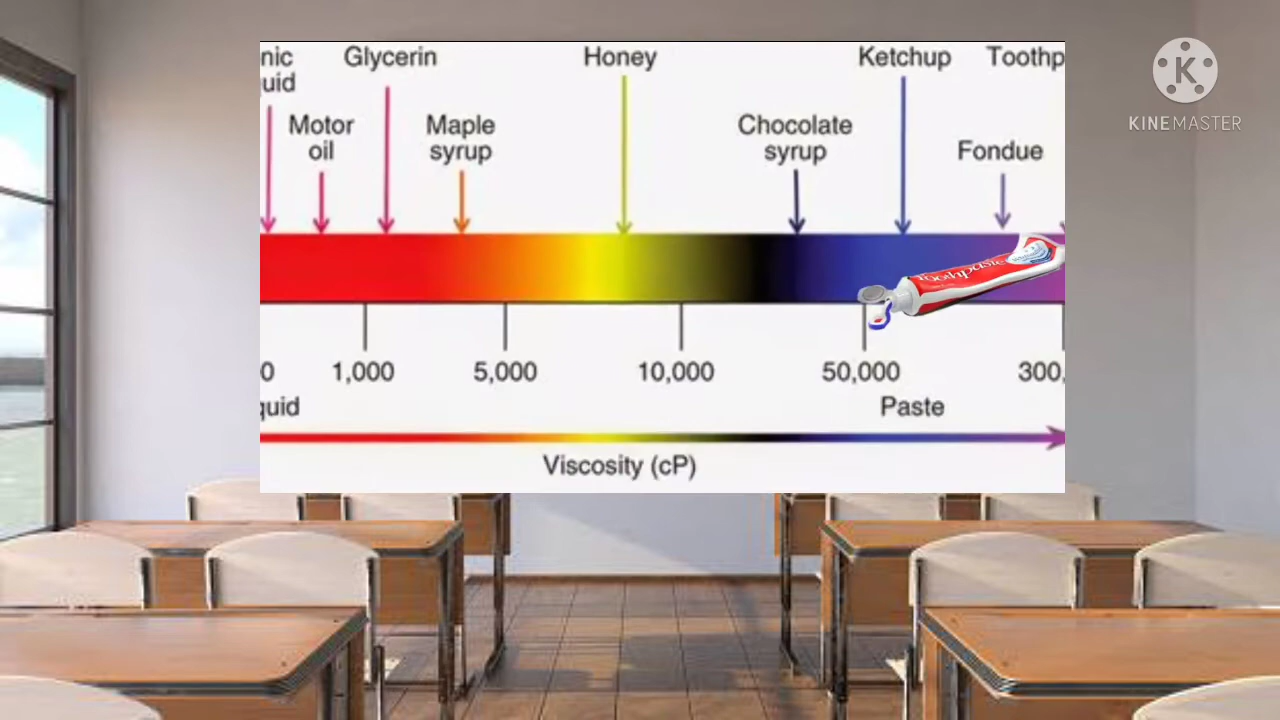 nic
uid
Glycerin
Honey
Ketchup
Toothp
Motor
oil
Maple
syrup
Chocolate
syrup
Fondue
Toothpaste
0
1,000
5,000
10,000
50,000
300,
quid
Paste
Viscosity (cP)
K
KINEMASTER